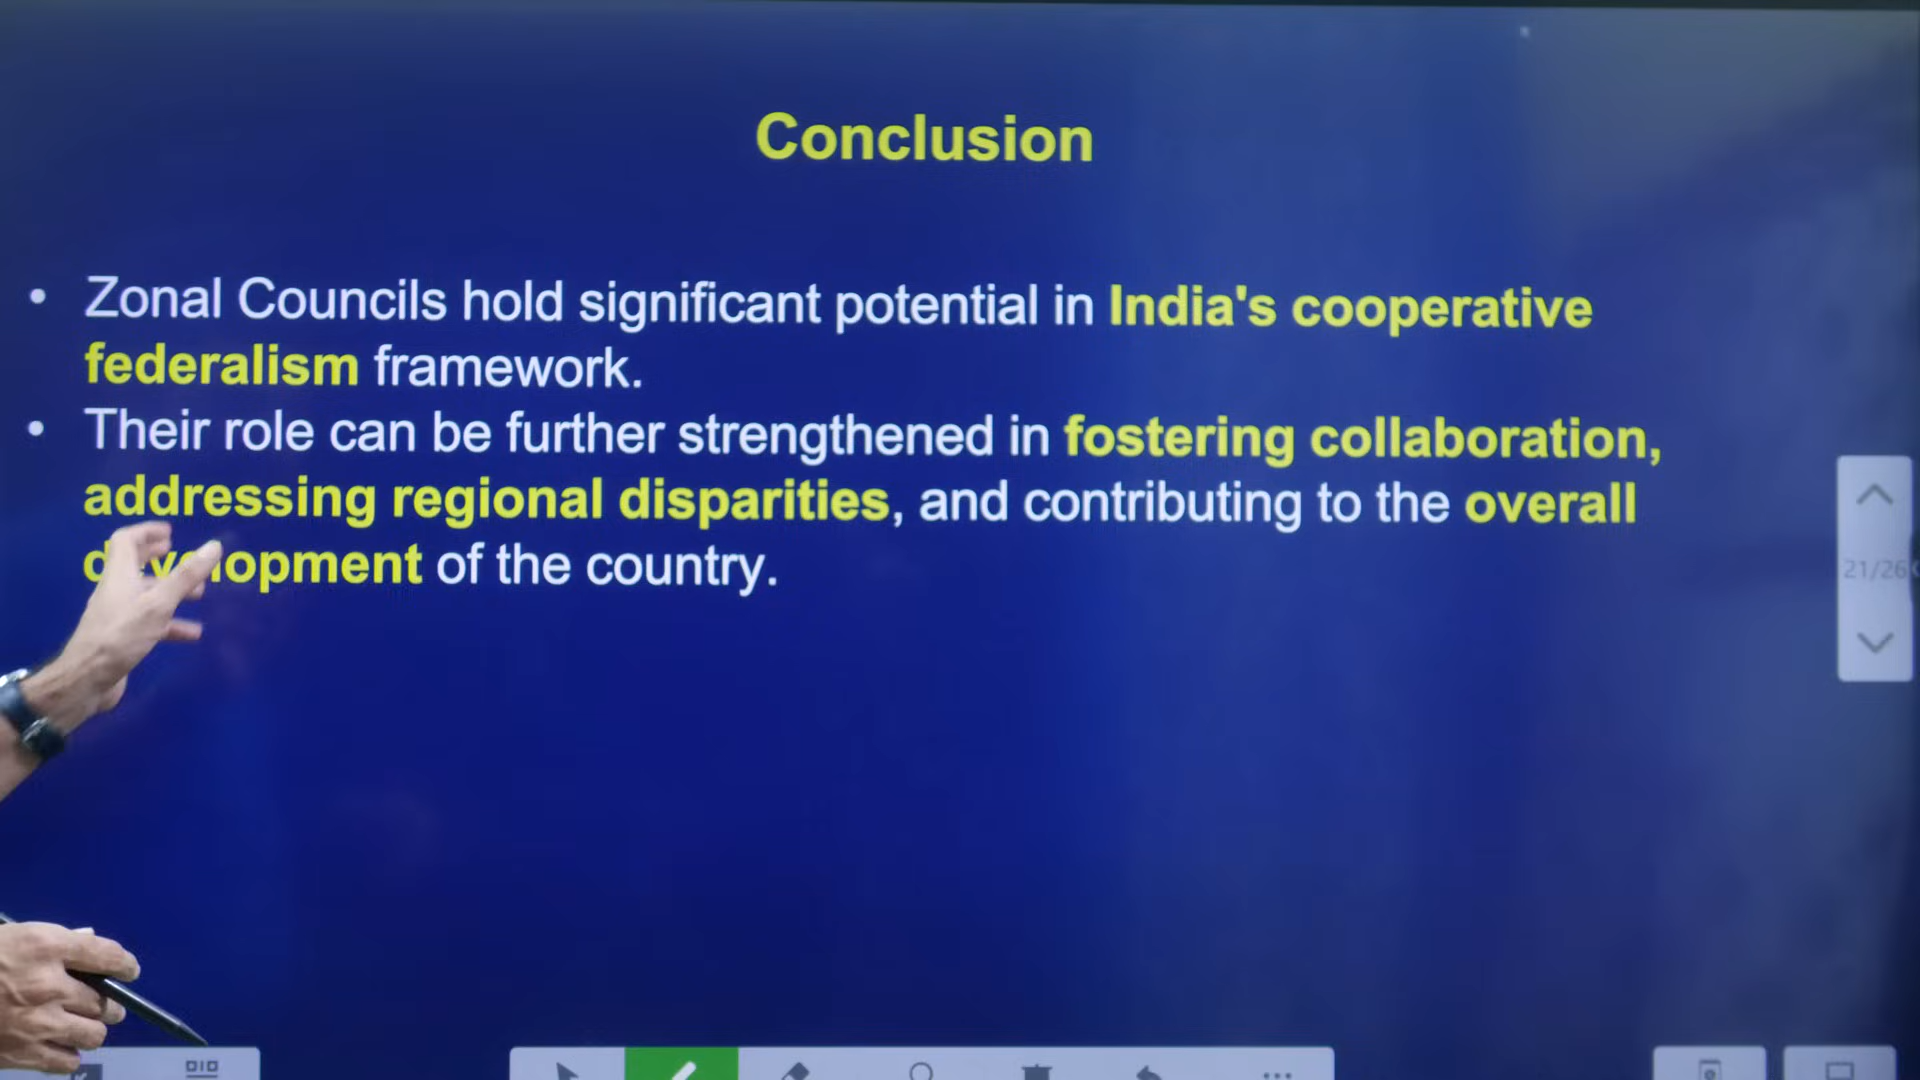 Conclusion
• Zonal Councils hold significant potential in India's cooperative
federalism framework.
• Their role can be further strengthened in fostering collaboration,
addressing regional disparities, and contributing to the overall
development of the country.
21/26